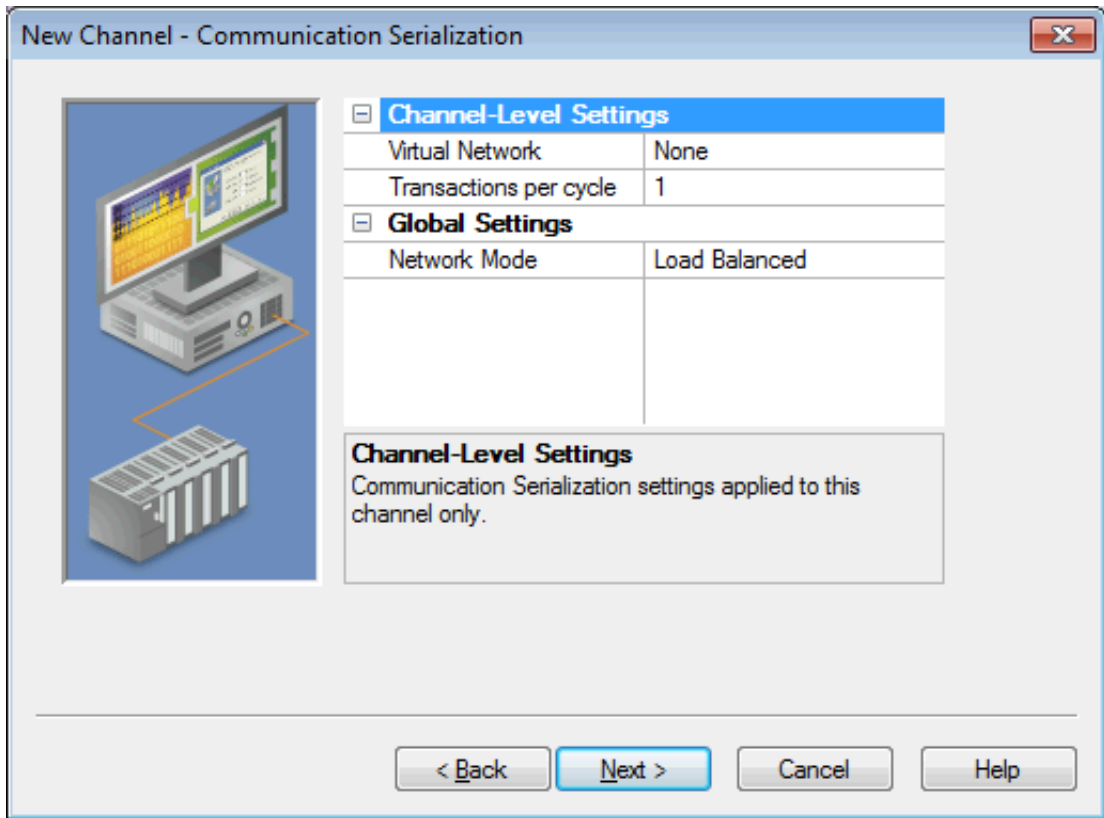 New Channel - Communication Serialization
Channel-Level Settings
Virtual Network None
Transactions per cycle 1
Global Settings
Network Mode Load Balanced
Channel-Level Settings
Communication Serialization settings applied to this
channel only.
< Back Next > Cancel Help